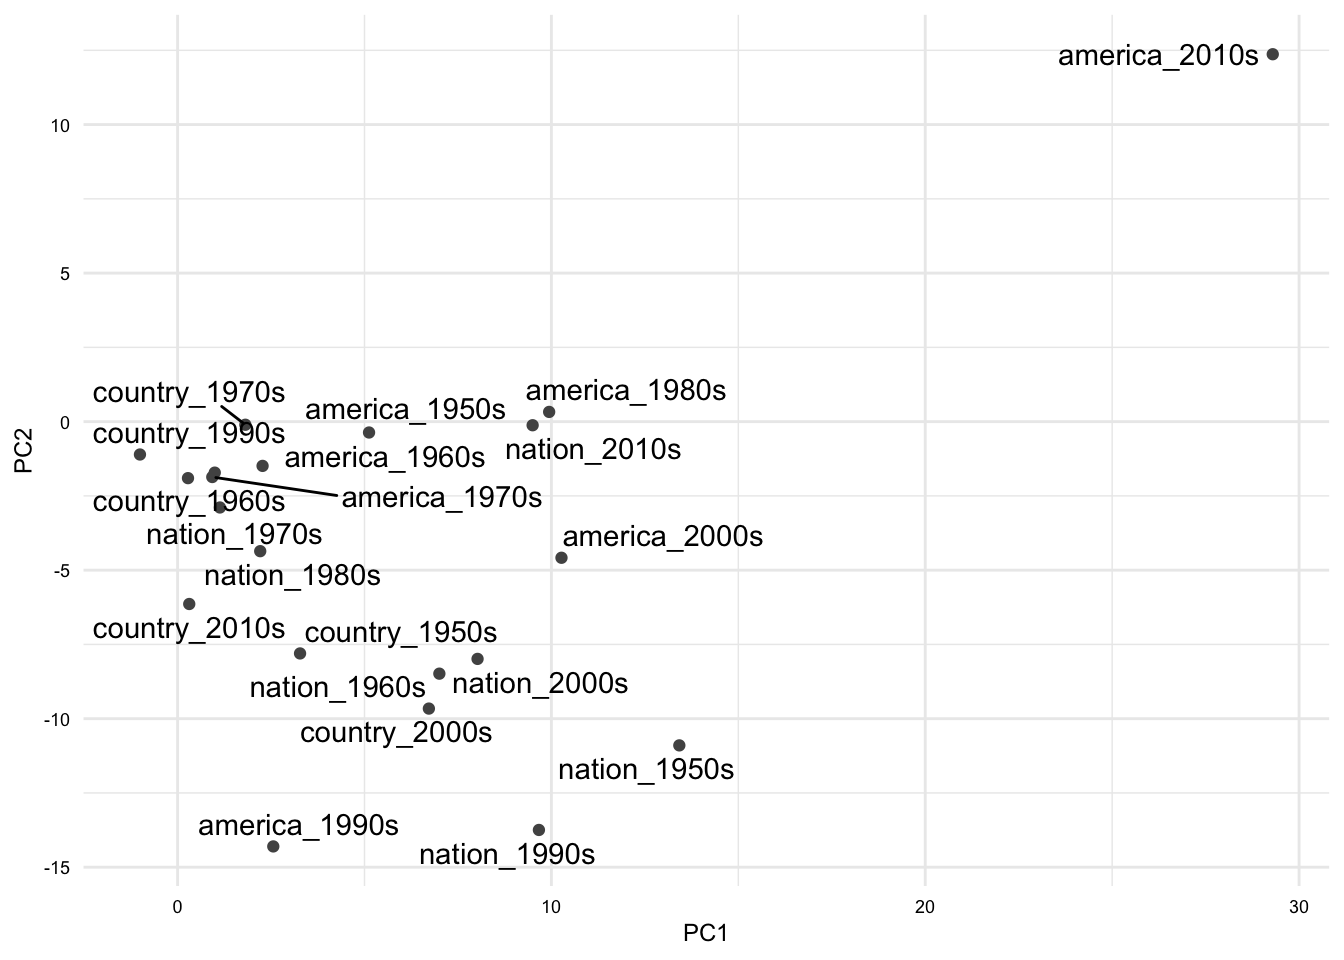 america_2010s
10
5
country_1970s
america_1980s
america_1950s
0
country_1990s
nation_2010s
america_1960s
PC2
country_1960s
america_1970s
nation_1970s
america_2000s
-5
nation_1980s
country_2010s
country_1950s
nation_1960s
nation_2000s
-10
country_2000s
nation_1950s
america_1990s
nation_1990s
-15
0
10
20
30
PC1